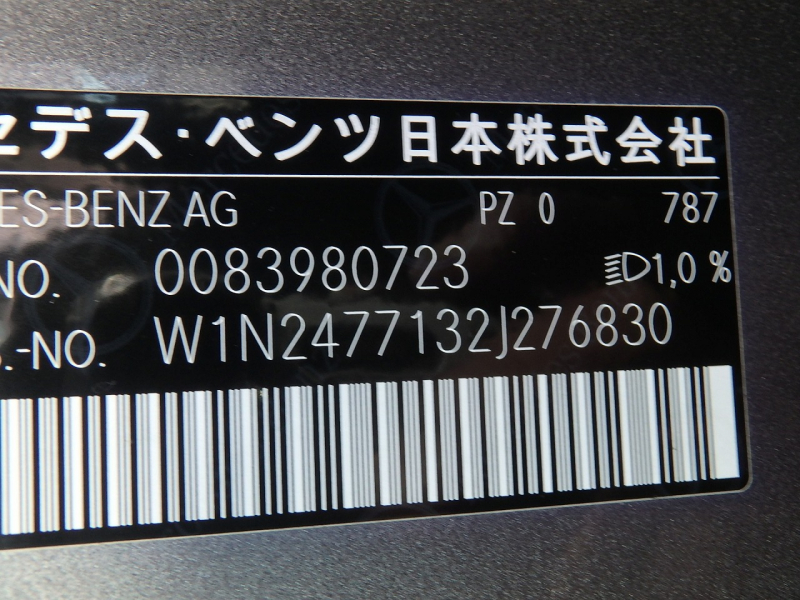 セデス・ベンツ日本株式会社
ES-BENZ AG PZ 0 787
NO. 0083980723 1,0 %
.-NO. W1N2477132J276830